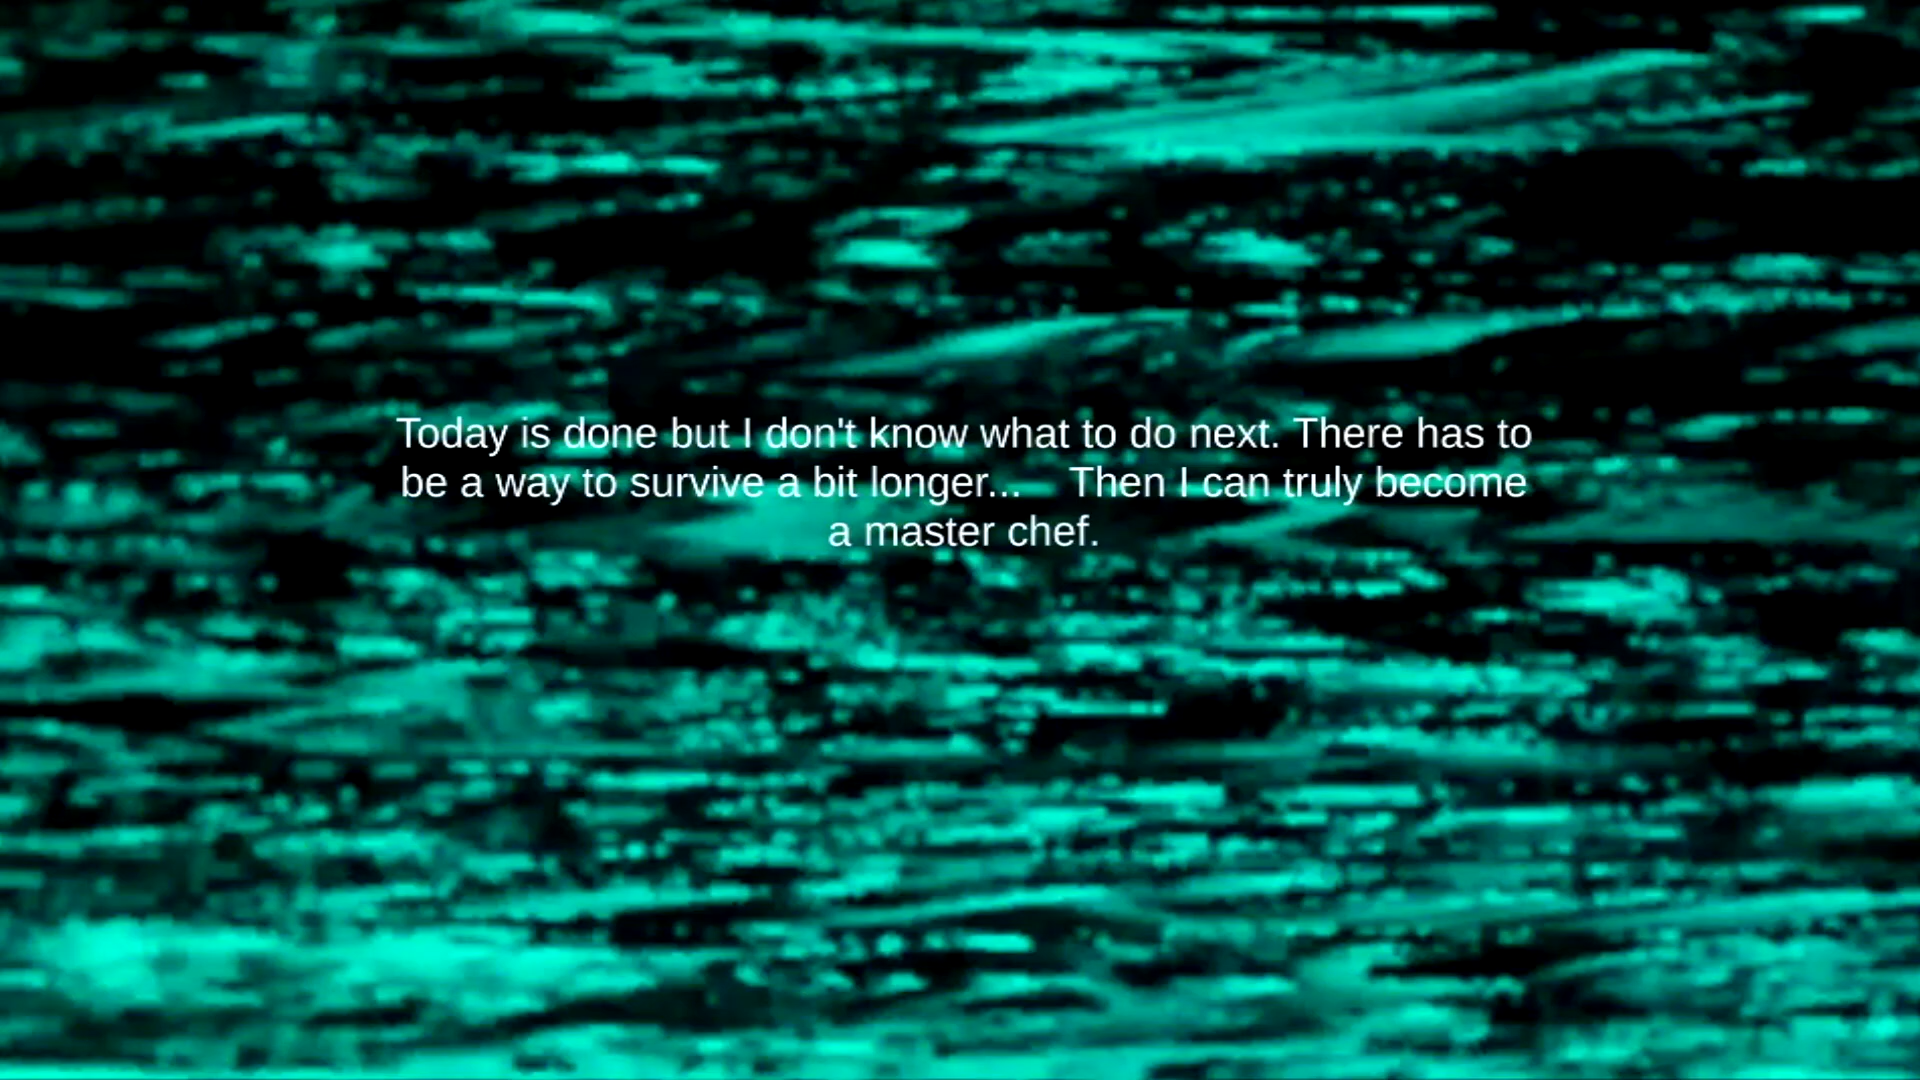 Today is done but I don't know what to do next. There has to
be a way to survive a bit longer...    Then I can truly become
a master chef.